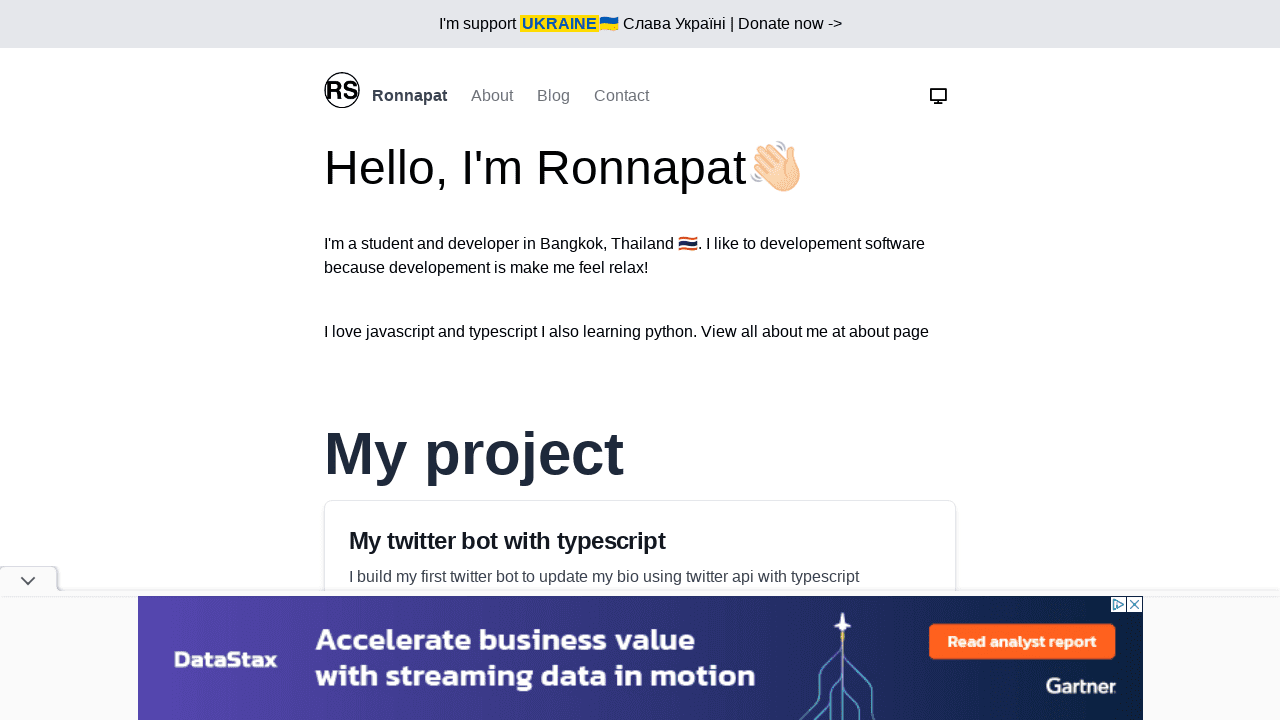 I'm support UKRAINE🇺🇦 Слава Україні | Donate now ->
RS Ronnapat About Blog Contact
Hello, I'm Ronnapat👋🏻
I'm a student and developer in Bangkok, Thailand 🇹🇭. I like to developement software
because developement is make me feel relax!
I love javascript and typescript I also learning python. View all about me at about page
My project
My twitter bot with typescript
I build my first twitter bot to update my bio using twitter api with typescript
DataStax
Accelerate business value
with streaming data in motion
Read analyst report
Gartner